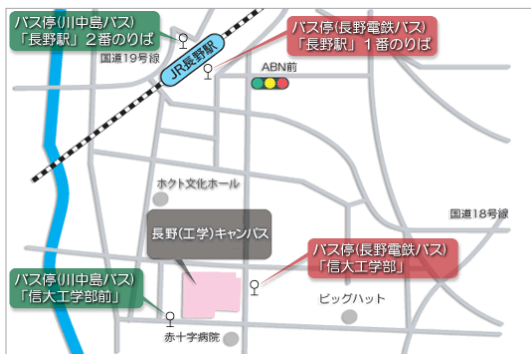 バス停(川中島バス)
「長野駅」2番のりば
バス停(長野電鉄バス)
「長野駅」1番のりば
国道19号線
JR長野駅
ABN前
ホクト文化ホール
長野(工学)キャンパス
国道18号線
バス停(長野電鉄バス)
「信大工学部」
バス停(川中島バス)
「信大工学部前」
ビッグハット
赤十字病院